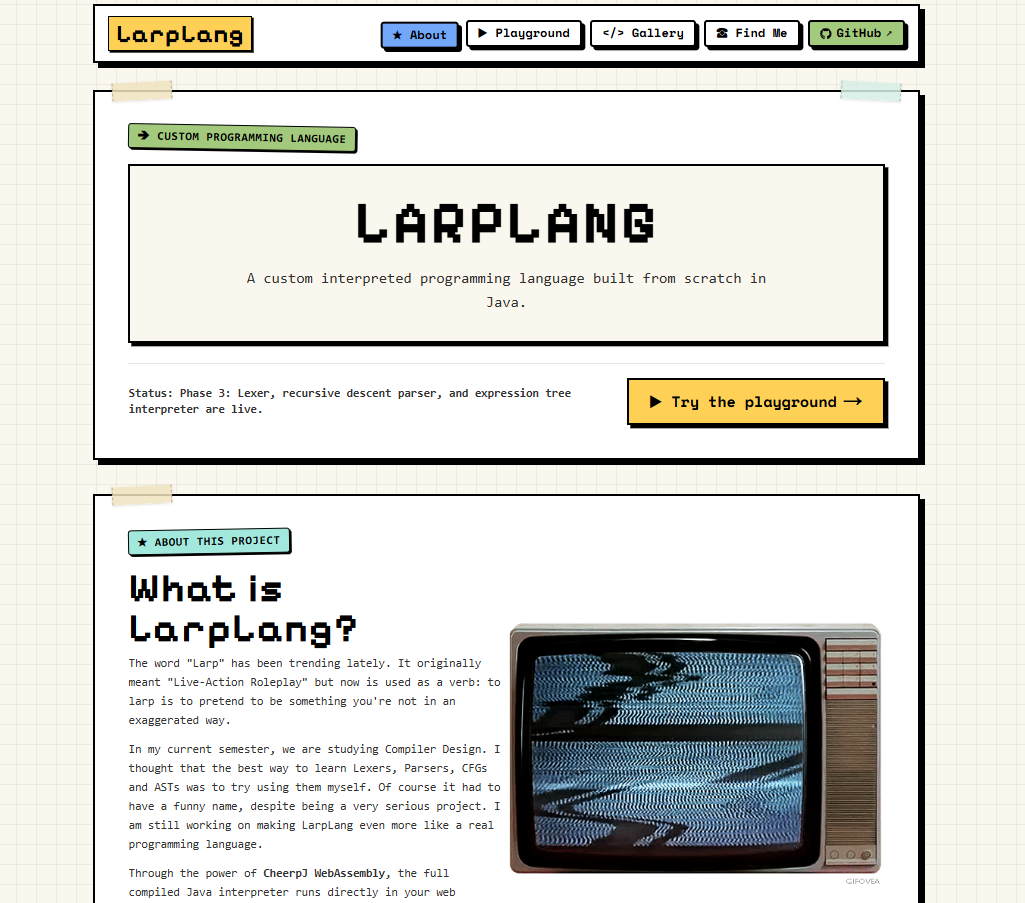 LarpLang
★ About
▶ Playground
</> Gallery
☎ Find Me
GitHub ↗
➔ CUSTOM PROGRAMMING LANGUAGE
LARPLANG
A custom interpreted programming language built from scratch in
Java.
Status: Phase 3: Lexer, recursive descent parser, and expression tree
interpreter are live.
▶ Try the playground →
★ ABOUT THIS PROJECT
What is
LarpLang?
The word "Larp" has been trending lately. It originally
meant "Live-Action Roleplay" but now is used as a verb: to
larp is to pretend to be something you're not in an
exaggerated way.
In my current semester, we are studying Compiler Design. I
thought that the best way to learn Lexers, Parsers, CFGs
and ASTs was to try using them myself. Of course it had to
have a funny name, despite being a very serious project. I
am still working on making LarpLang even more like a real
programming language.
Through the power of CheerpJ WebAssembly, the full
compiled Java interpreter runs directly in your web
GIFOVEA